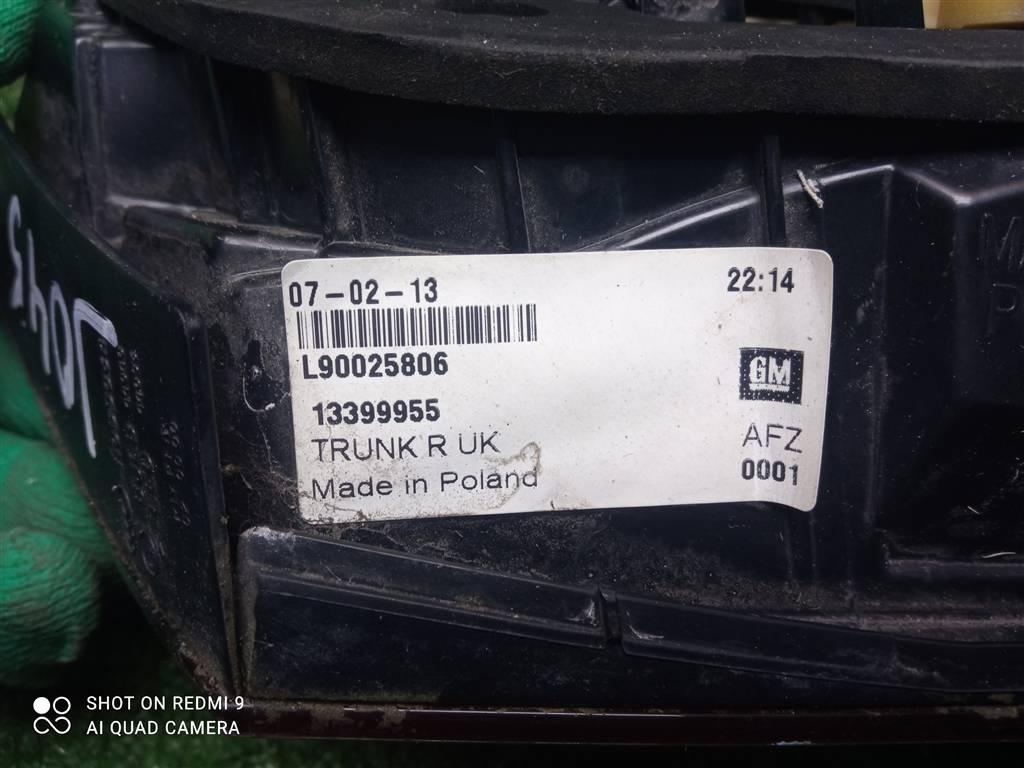 07-02-13 22:14
L90025806
GM
13399955
TRUNK R UK AFZ
Made in Poland 0001
SHOT ON REDMI 9
AI QUAD CAMERA